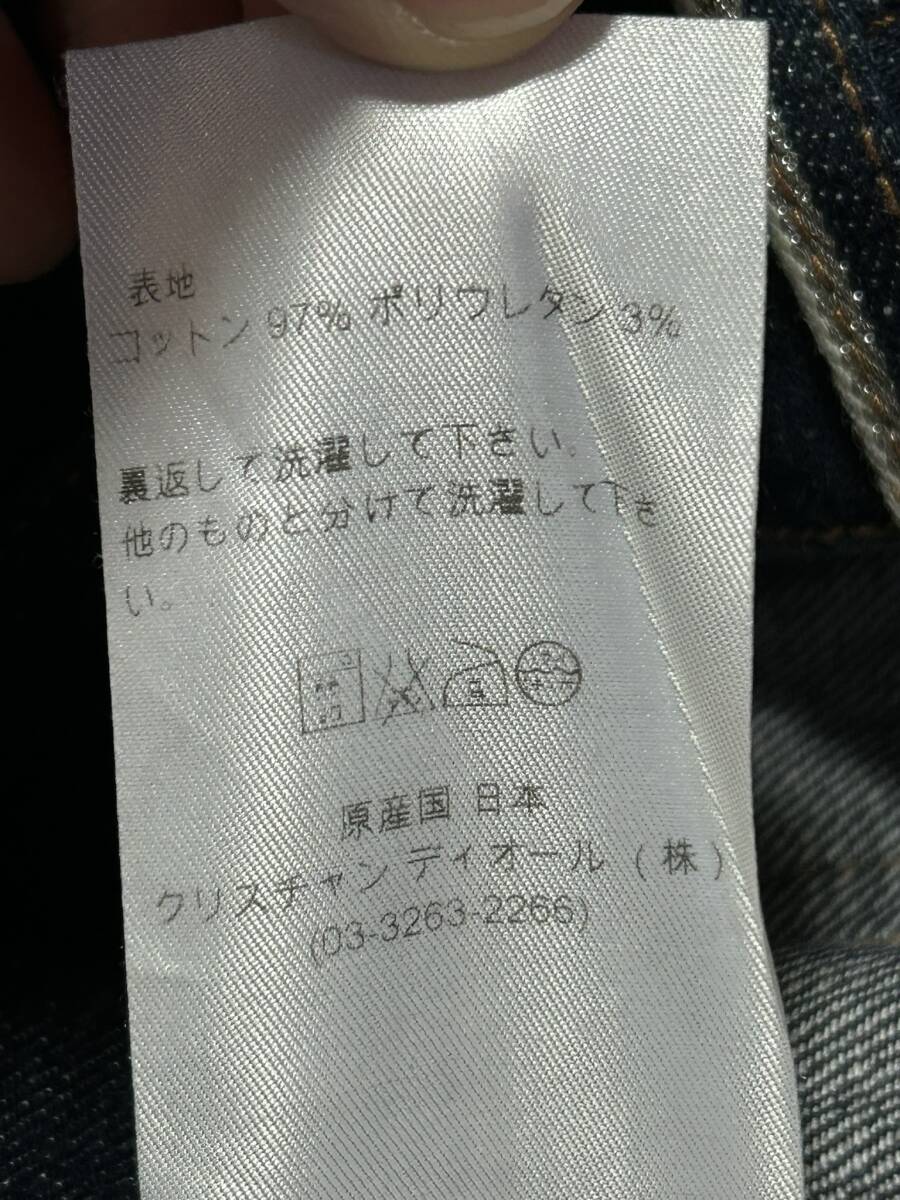 表地
コットン 97% ポリウレタン 3%
裏返して洗濯して下さい.
他のものと分けて洗濯して下さ
い。
原産国 日本
クリスチャン ディオール (株)
(03-3263-2266)